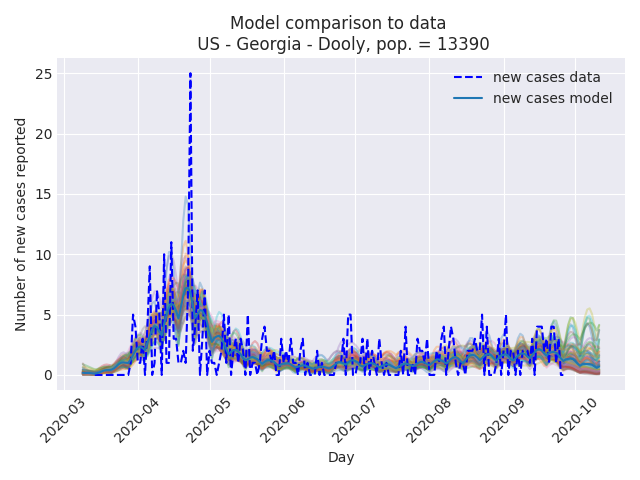 Model comparison to data
US - Georgia - Dooly, pop. = 13390
new cases data
new cases model
Number of new cases reported
25
20
15
10
5
0
2020-03
2020-04
2020-05
2020-06
2020-07
2020-08
2020-09
2020-10
Day